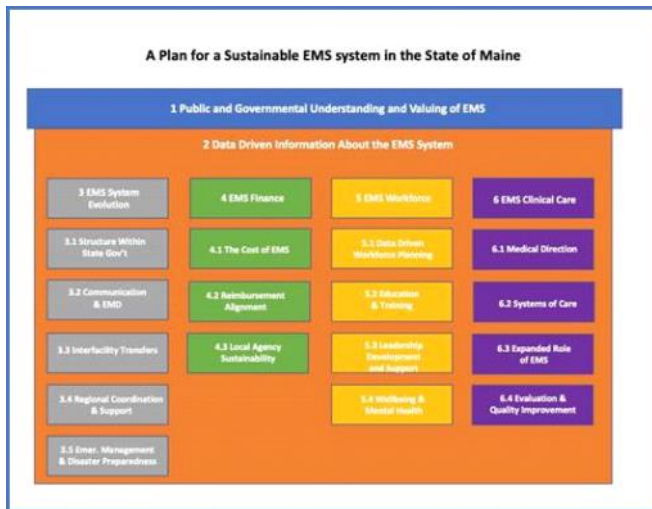 A Plan for a Sustainable EMS system in the State of Maine
1 Public and Governmental Understanding and Valuing of EMS
2 Data Driven Information About the EMS System
3 EMS System
Evolution
3.1 Structure Within
State Gov't
3.2 Communication
& EMD
3.3 Interfacility Transfers
3.4 Regional Coordination
& Support
3.5 Emer. Management
& Disaster Preparedness
4 EMS Finance
4.1 The Cost of EMS
4.2 Reimbursement
Alignment
4.3 Local Agency
Sustainability
5 EMS Workforce
5.1 Data Driven
Workforce Planning
5.2 Education
& Training
5.3 Leadership
Development
and Support
5.4 Wellbeing &
Mental Health
6 EMS Clinical Care
6.1 Medical Direction
6.2 Systems of Care
6.3 Expanded Role
of EMS
6.4 Evaluation &
Quality Improvement